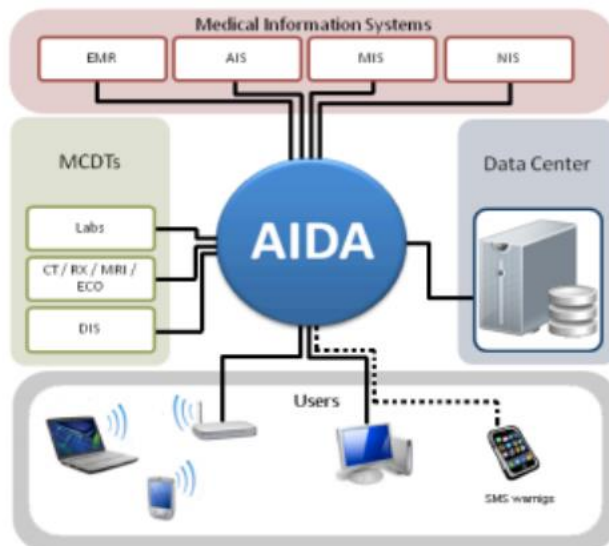 Medical Information Systems
EMR
AIS
MIS
NIS
MCDTs
Labs
CT / RX / MRI /
ECO
DIS
AIDA
Data Center
Users
SMS warnigs